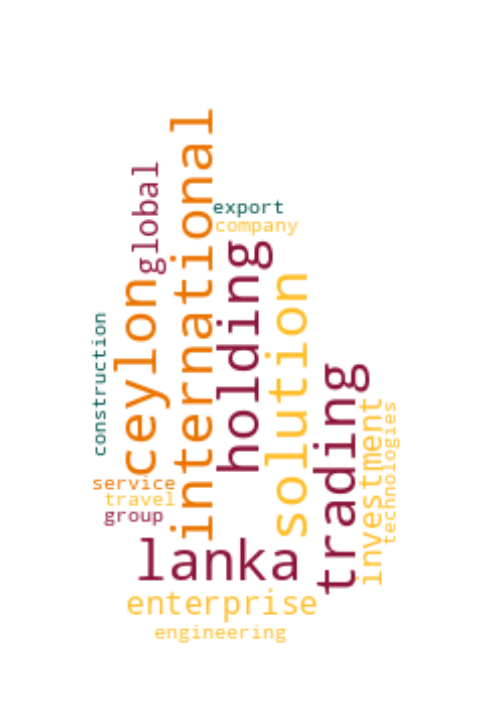 international
global
export
company
holding
ceylon
solution
construction
trading
investment
technologies
service
travel
group
lanka
enterprise
engineering